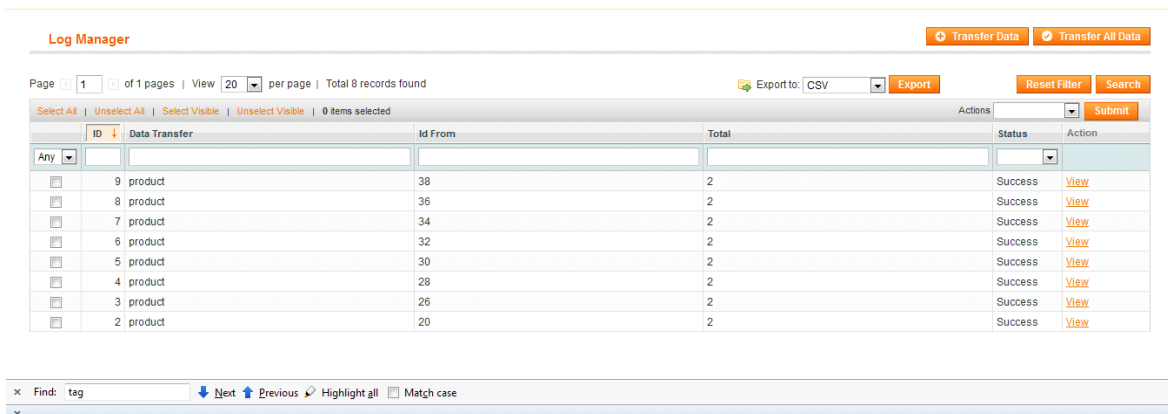 Log Manager
Transfer Data Transfer All Data
Page 1 of 1 pages | View 20 per page | Total 8 records found Export to: CSV Export Reset Filter Search
Select All | Unselect All | Select Visible | Unselect Visible | 0 items selected Actions Submit
ID Data Transfer Id From Total Status Action
Any
9 product 38 2 Success View
8 product 36 2 Success View
7 product 34 2 Success View
6 product 32 2 Success View
5 product 30 2 Success View
4 product 28 2 Success View
3 product 26 2 Success View
2 product 20 2 Success View
× Find: tag Next Previous Highlight all Match case
×